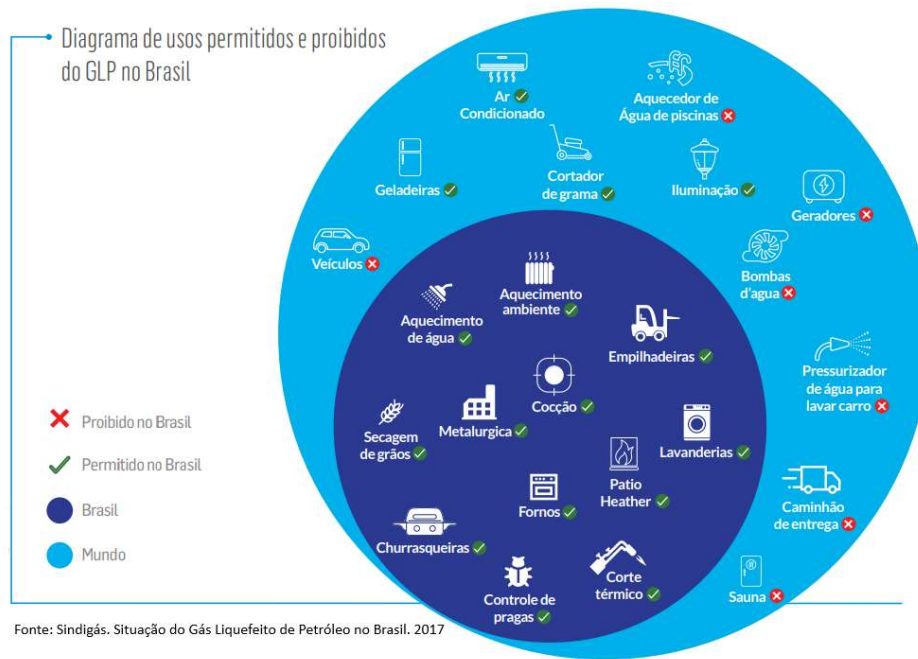 Diagrama de usos permitidos e proibidos
do GLP no Brasil
Ar
Condicionado
Aquecedor de
Água de piscinas
Geladeiras
Cortador
de grama
Iluminação
Geradores
Veículos
Bombas
d'agua
Aquecimento
de água
Aquecimento
ambiente
Empilhadeiras
Pressurizador
de água para
lavar carro
Cocção
Secagem
de grãos
Metalurgica
Lavanderias
Patio
Heather
Fornos
Caminhão
de entrega
Churrasqueiras
Controle de
pragas
Corte
térmico
Sauna
Proibido no Brasil
Permitido no Brasil
Brasil
Mundo
Fonte: Sindigás. Situação do Gás Liquefeito de Petróleo no Brasil. 2017